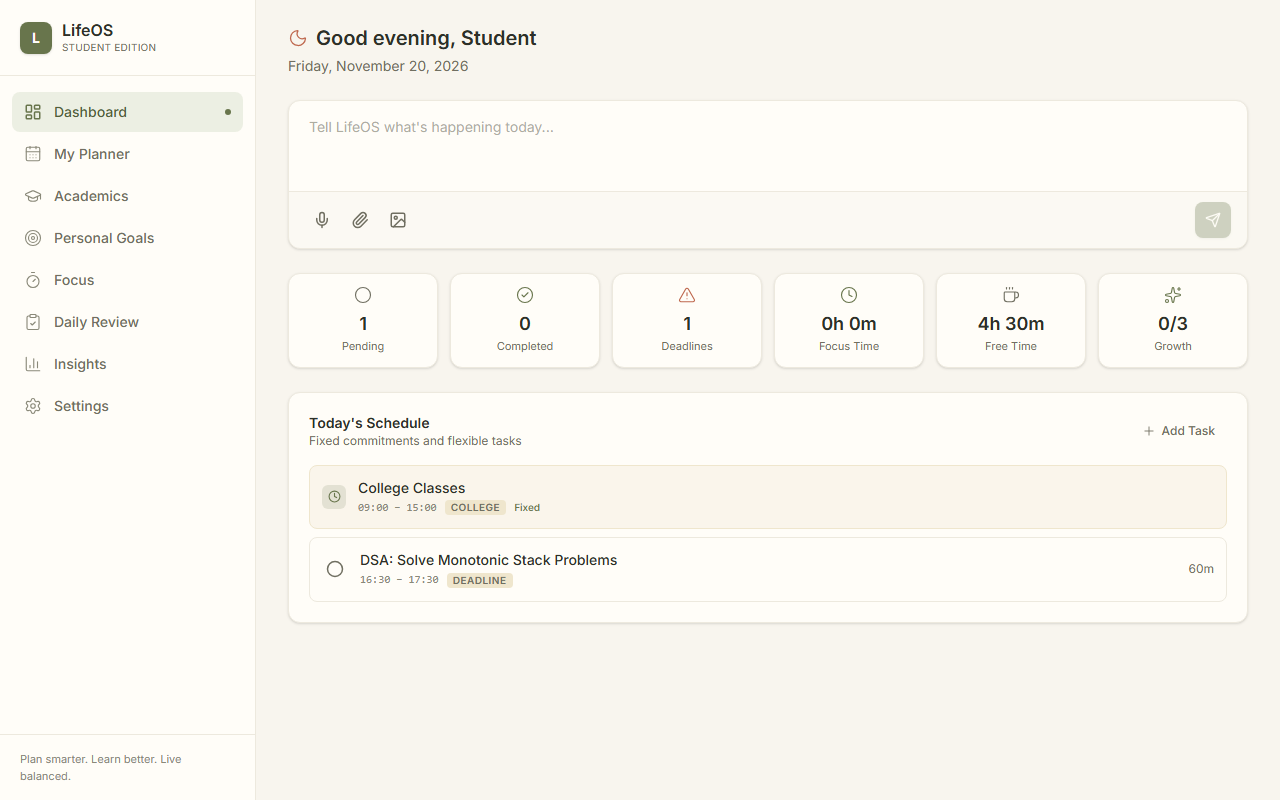 L
LifeOS
STUDENT EDITION
Dashboard
My Planner
Academics
Personal Goals
Focus
Daily Review
Insights
Settings
Plan smarter. Learn better. Live
balanced.
Good evening, Student
Friday, November 20, 2026
Tell LifeOS what's happening today...
1
Pending
0
Completed
1
Deadlines
0h 0m
Focus Time
4h 30m
Free Time
0/3
Growth
Today's Schedule
Fixed commitments and flexible tasks
+ Add Task
College Classes
09:00 – 15:00 COLLEGE Fixed
DSA: Solve Monotonic Stack Problems
16:30 – 17:30 DEADLINE
60m